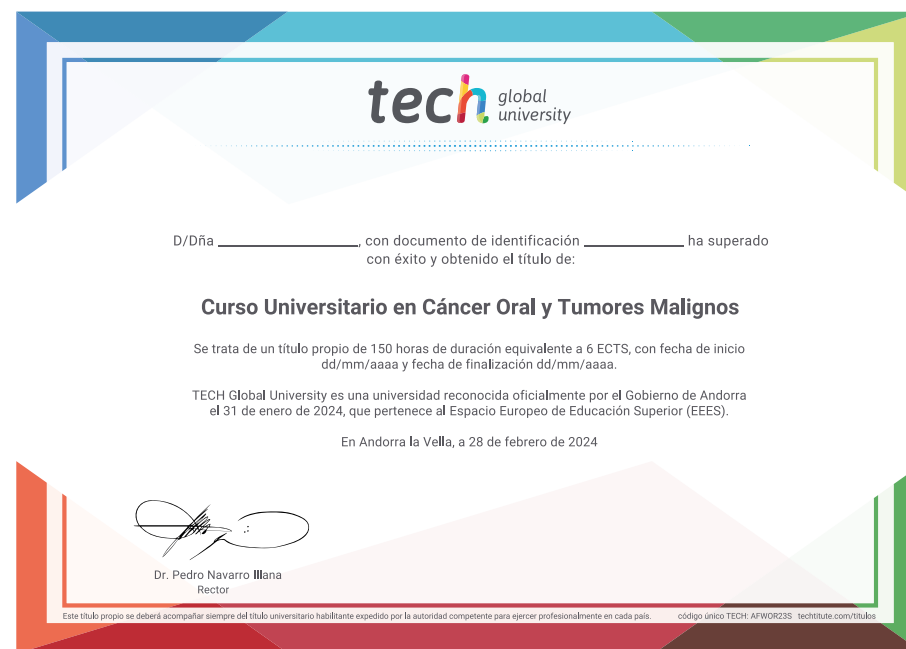 tech global university
D/Dña ____________________, con documento de identificación ______________ ha superado
con éxito y obtenido el título de:
Curso Universitario en Cáncer Oral y Tumores Malignos
Se trata de un título propio de 150 horas de duración equivalente a 6 ECTS, con fecha de inicio
dd/mm/aaaa y fecha de finalización dd/mm/aaaa.
TECH Global University es una universidad reconocida oficialmente por el Gobierno de Andorra
el 31 de enero de 2024, que pertenece al Espacio Europeo de Educación Superior (EEES).
En Andorra la Vella, a 28 de febrero de 2024
Dr. Pedro Navarro Illana
Rector
Este título propio se deberá acompañar siempre del título universitario habilitante expedido por la autoridad competente para ejercer profesionalmente en cada país. código único TECH: AFWOR23S techtitute.com/titulos